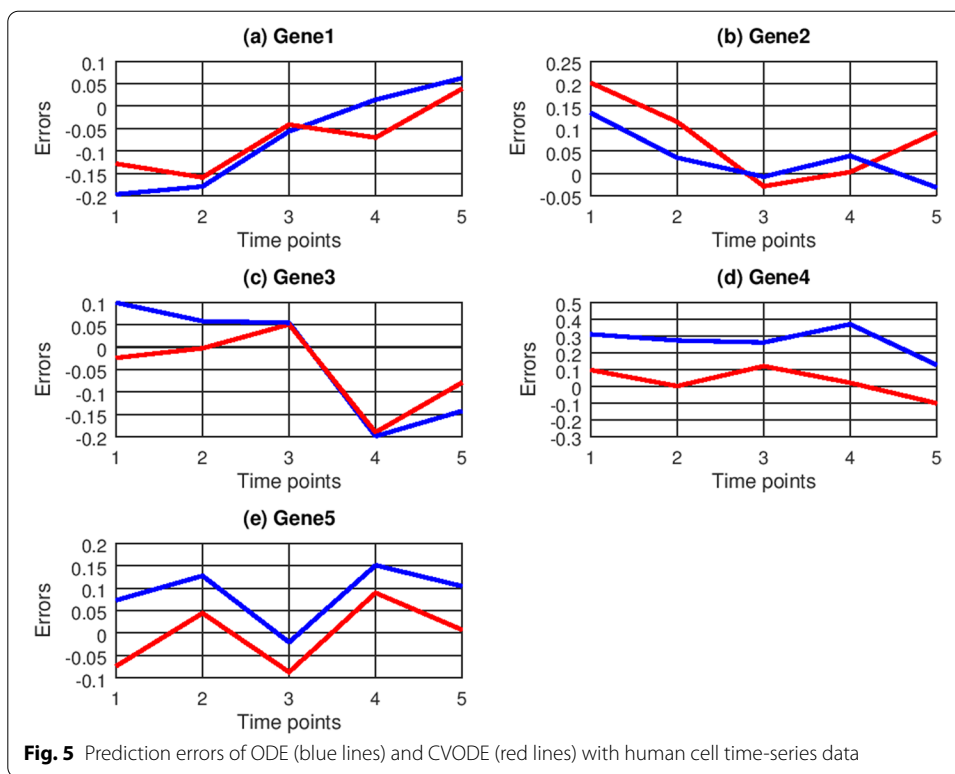 (a) Gene1
0.1
0.05
0
-0.05
-0.1
-0.15
-0.2
Errors
1 2 3 4 5
Time points
(b) Gene2
0.25
0.2
0.15
0.1
0.05
0
-0.05
Errors
1 2 3 4 5
Time points
(c) Gene3
0.1
0.05
0
-0.05
-0.1
-0.15
-0.2
Errors
1 2 3 4 5
Time points
(d) Gene4
0.5
0.4
0.3
0.2
0.1
0
-0.1
-0.2
-0.3
Errors
1 2 3 4 5
Time points
(e) Gene5
0.2
0.15
0.1
0.05
0
-0.05
-0.1
Errors
1 2 3 4 5
Time points
Fig. 5 Prediction errors of ODE (blue lines) and CVODE (red lines) with human cell time-series data